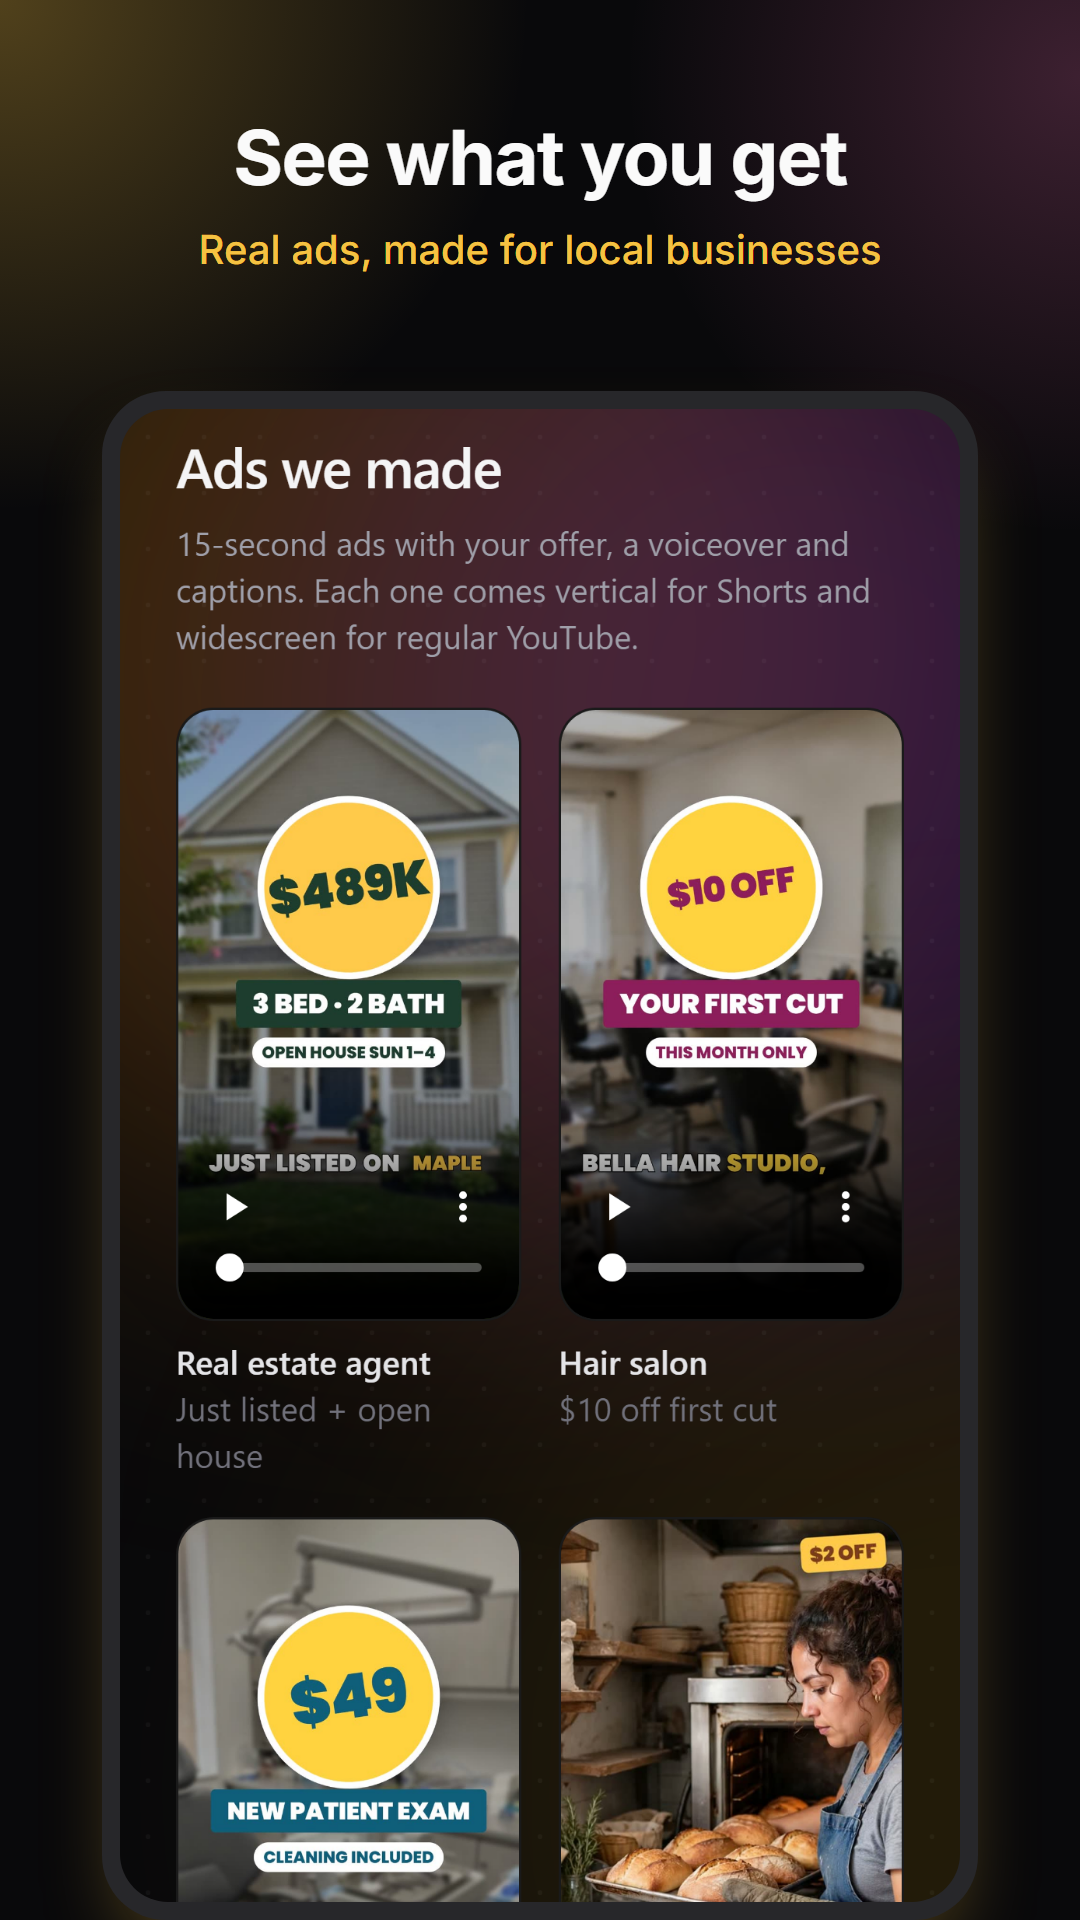 See what you get
Real ads, made for local businesses
Ads we made
15-second ads with your offer, a voiceover and
captions. Each one comes vertical for Shorts and
widescreen for regular YouTube.
$489K
3 BED · 2 BATH
OPEN HOUSE SUN 1–4
JUST LISTED ON MAPLE
$10 OFF
YOUR FIRST CUT
THIS MONTH ONLY
BELLA HAIR STUDIO,
Real estate agent
Just listed + open
house
Hair salon
$10 off first cut
$49
NEW PATIENT EXAM
CLEANING INCLUDED
$2 OFF